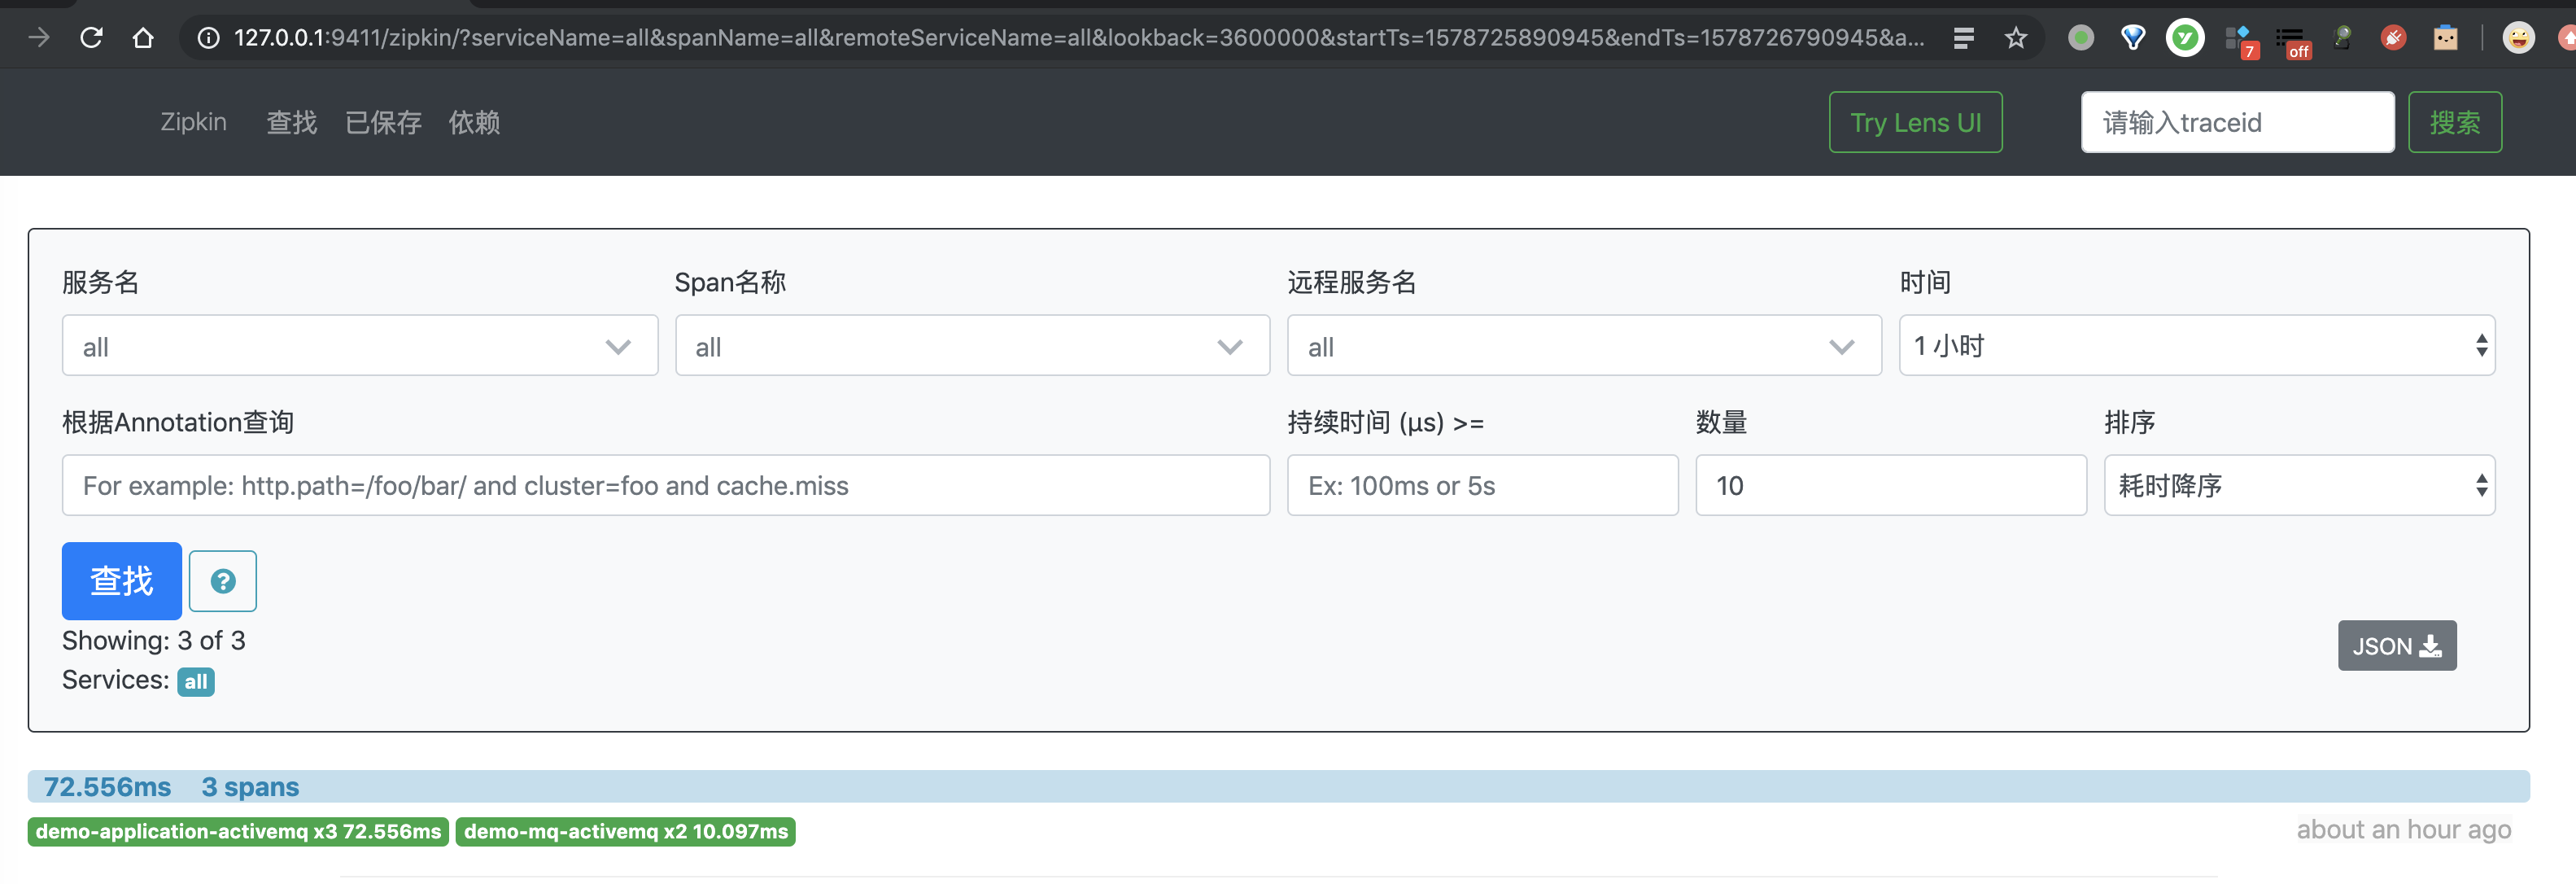 127.0.0.1:9411/zipkin/?serviceName=all&spanName=all&remoteServiceName=all&lookback=3600000&startTs=1578725890945&endTs=1578726790945&a...
7
off
Zipkin 查找 已保存 依赖 Try Lens UI 请输入traceid 搜索
服务名 Span名称 远程服务名 时间
all all all 1 小时
根据Annotation查询 持续时间 (μs) >= 数量 排序
For example: http.path=/foo/bar/ and cluster=foo and cache.miss Ex: 100ms or 5s 10 耗时降序
查找 ?
Showing: 3 of 3
JSON
Services: all
72.556ms 3 spans
demo-application-activemq x3 72.556ms demo-mq-activemq x2 10.097ms about an hour ago